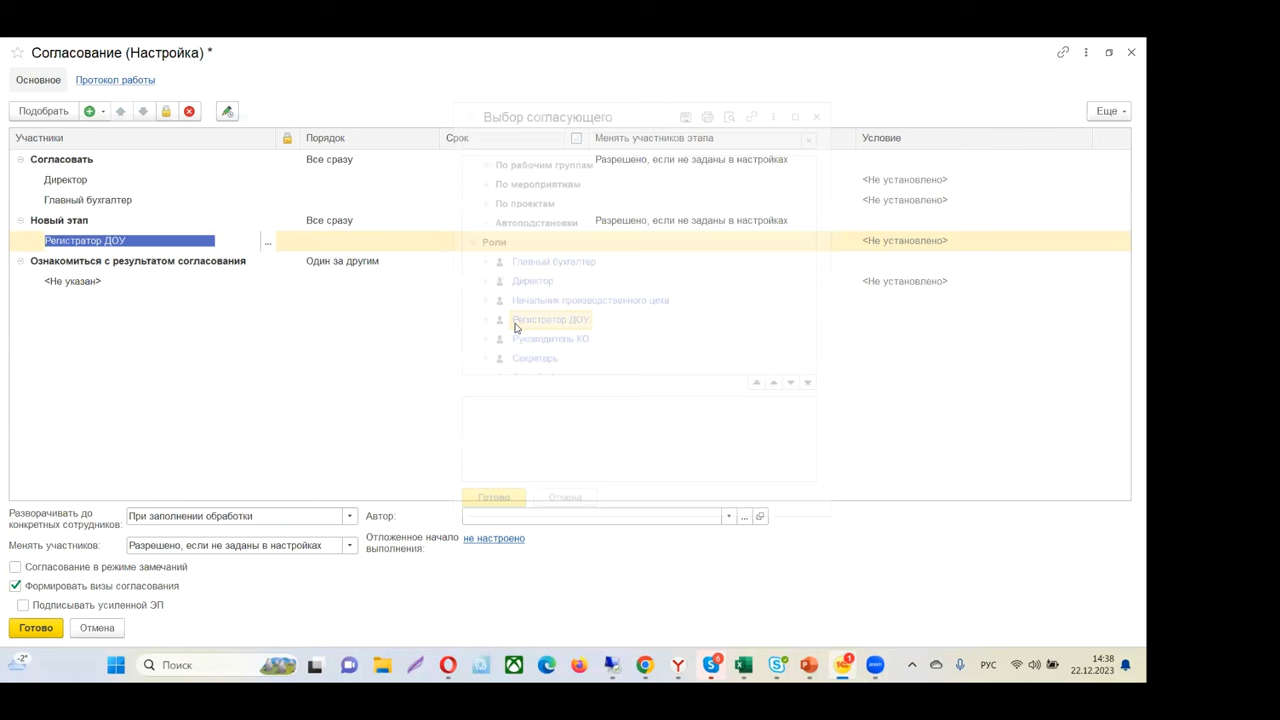 Согласование (Настройка) *
Основное Протокол работы
Подобрать Еще
Участники Порядок Срок Менять участников этапа Условие
Согласовать Все сразу Разрешено, если не заданы в настройках
Директор <Не установлено>
Главный бухгалтер <Не установлено>
Новый этап Все сразу Разрешено, если не заданы в настройках
Регистратор ДОУ ... <Не установлено>
Ознакомиться с результатом согласования Один за другим
<Не указан> <Не установлено>
Выбор согласующего
По рабочим группам
По мероприятиям
По проектам
Автоподстановки
Роли
Главный бухгалтер
Директор
Начальник производственного цеха
Регистратор ДОУ
Руководитель КО
Секретарь
Готово Отмена
Разворачивать до конкретных сотрудников: При заполнении обработки Автор: ...
Менять участников: Разрешено, если не заданы в настройках Отложенное начало выполнения: не настроено
Согласование в режиме замечаний
Формировать визы согласования
Подписывать усиленной ЭП
Готово Отмена
-2° Поиск 6 1 РУС 14:38
22.12.2023